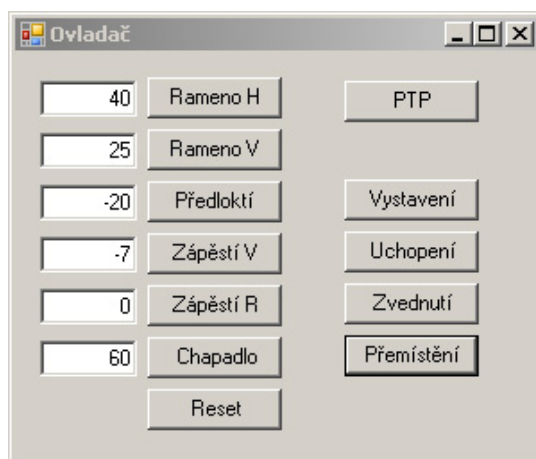 Ovladač
40 Rameno H PTP
25 Rameno V
-20 Předloktí Vystavení
-7 Zápěstí V Uchopení
0 Zápěstí R Zvednutí
60 Chapadlo Přemístění
Reset